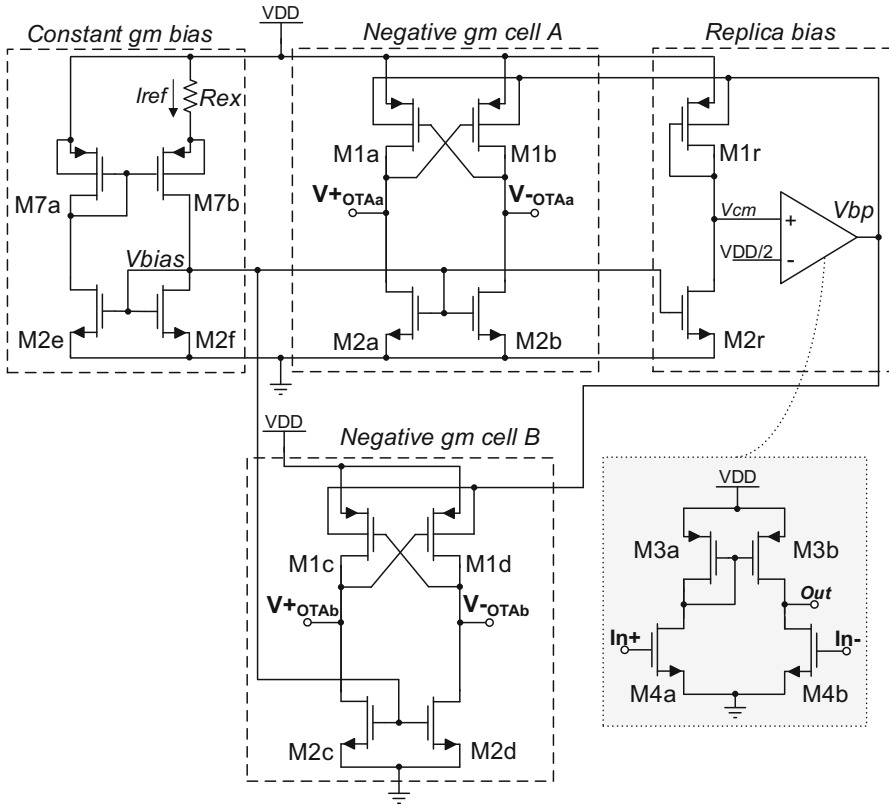 VDD
Constant gm bias
Negative gm cell A
Replica bias
Iref
Rex
M1a
M1b
M1r
M7a
M7b
V+OTAa
V-OTAa
Vcm
+
Vbp
Vbias
VDD/2
-
M2e
M2f
M2a
M2b
M2r
VDD
Negative gm cell B
VDD
M1c
M1d
M3a
M3b
V+OTAb
V-OTAb
Out
In+
In-
M4a
M4b
M2c
M2d